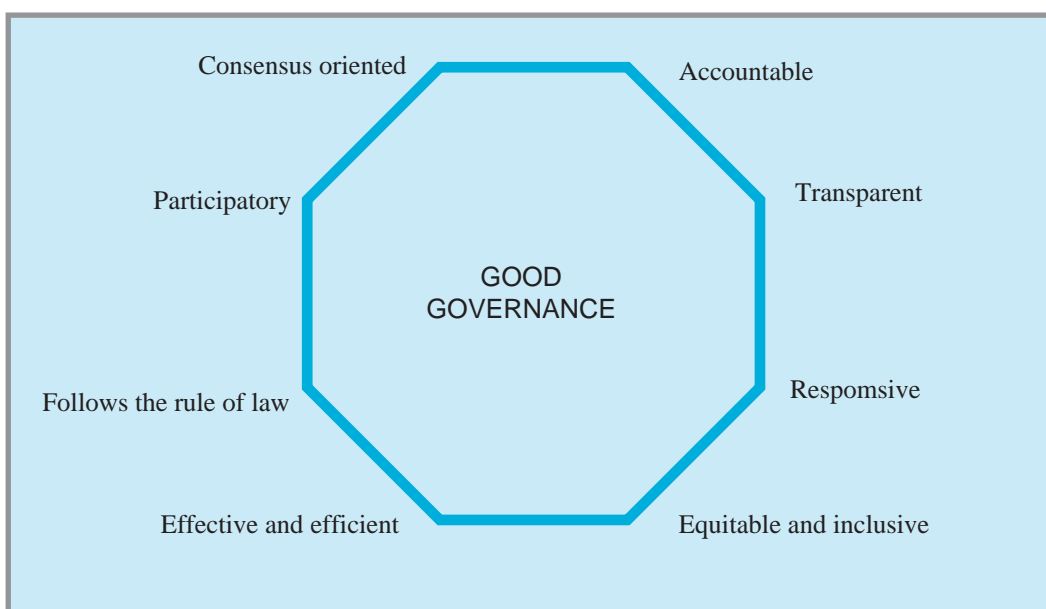 Consensus oriented
Accountable
Participatory
Transparent
GOOD
GOVERNANCE
Follows the rule of law
Respomsive
Effective and efficient
Equitable and inclusive